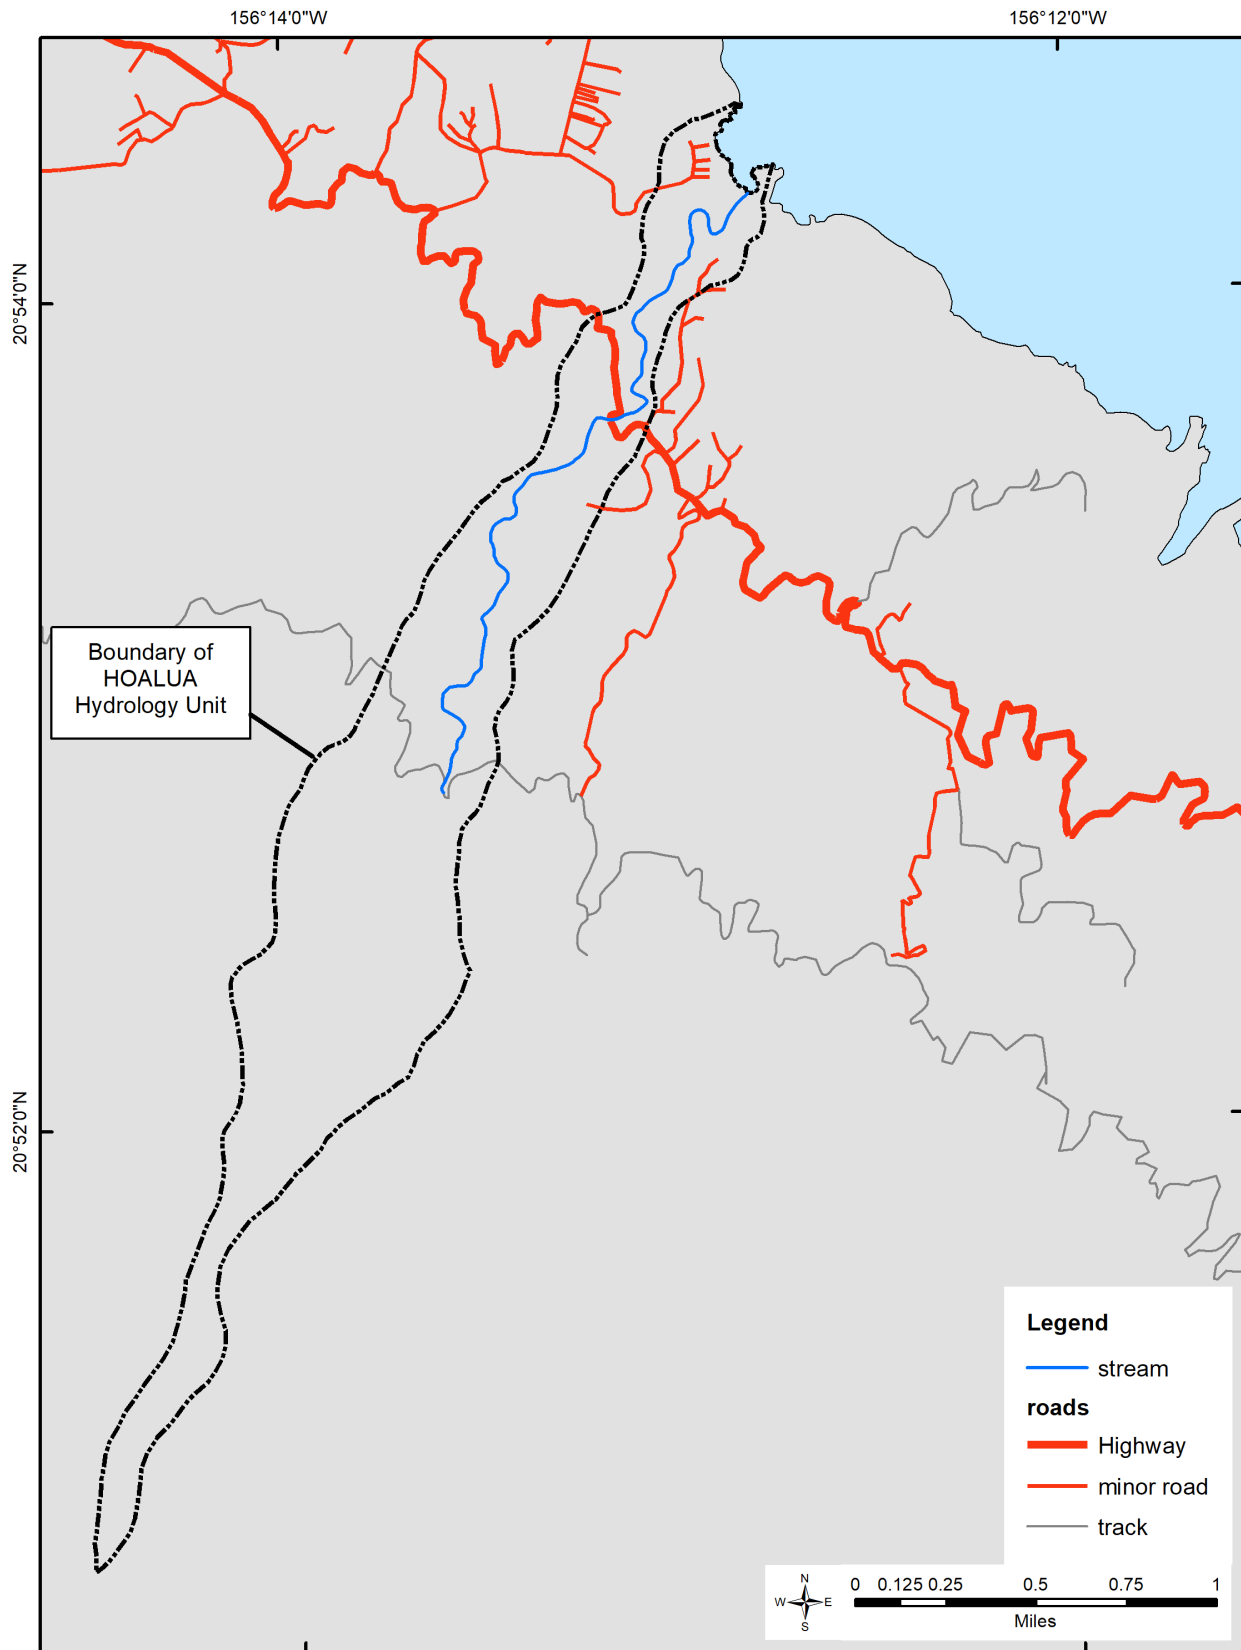 156°14'0"W
156°12'0"W
20°54'0"N
Boundary of
HOALUA
Hydrology Unit
20°52'0"N
Legend
stream
roads
Highway
minor road
track
N
W E
S
0 0.125 0.25 0.5 0.75 1
Miles